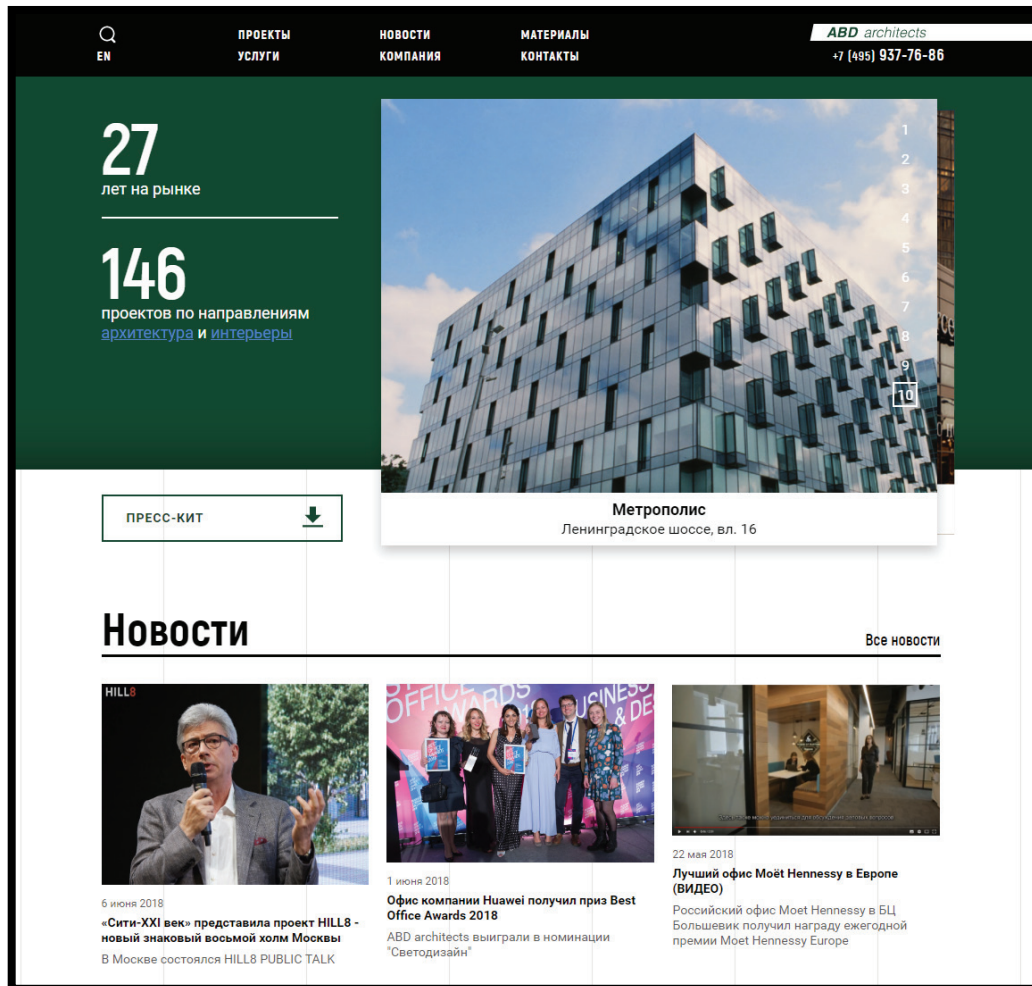 ПРОЕКТЫ
НОВОСТИ
МАТЕРИАЛЫ
ABD architects
EN
УСЛУГИ
КОМПАНИЯ
КОНТАКТЫ
+7 (495) 937-76-86
27
лет на рынке
146
проектов по направлениям
архитектура и интерьеры
1
2
3
4
5
6
7
8
9
10
ПРЕСС-КИТ
Метрополис
Ленинградское шоссе, вл. 16
Новости
Все новости
HILL8
OFFICE
AWARDS
BUSINESS
& DES
6 июня 2018
«Сити-XXI век» представила проект HILL8 -
новый знаковый восьмой холм Москвы
В Москве состоялся HILL8 PUBLIC TALK
1 июня 2018
Офис компании Huawei получил приз Best
Office Awards 2018
ABD architects выиграли в номинации
"Светодизайн"
22 мая 2018
Лучший офис Moët Hennessy в Европе
(ВИДЕО)
Российский офис Moet Hennessy в БЦ
Большевик получил награду ежегодной
премии Moet Hennessy Europe